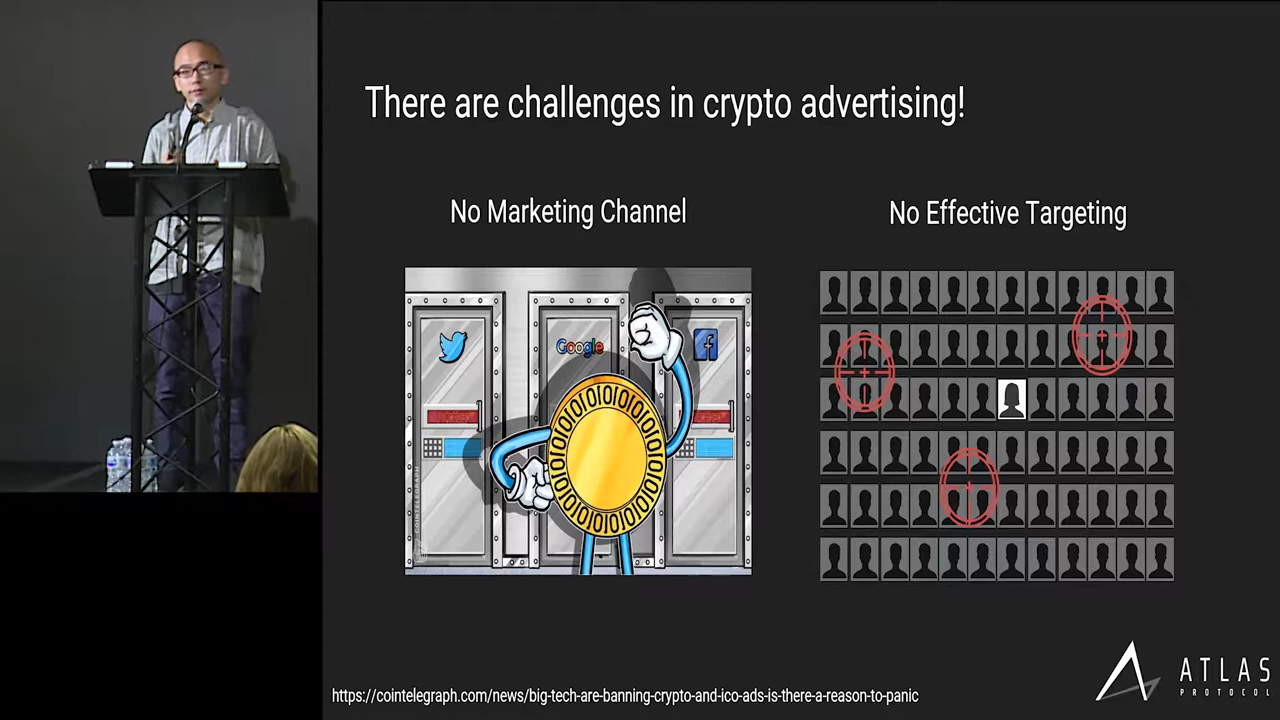 There are challenges in crypto advertising!
No Marketing Channel
No Effective Targeting
Google
COINTELEGRAPH
https://cointelegraph.com/news/big-tech-are-banning-crypto-and-ico-ads-is-there-a-reason-to-panic
ATLAS
PROTOCOL